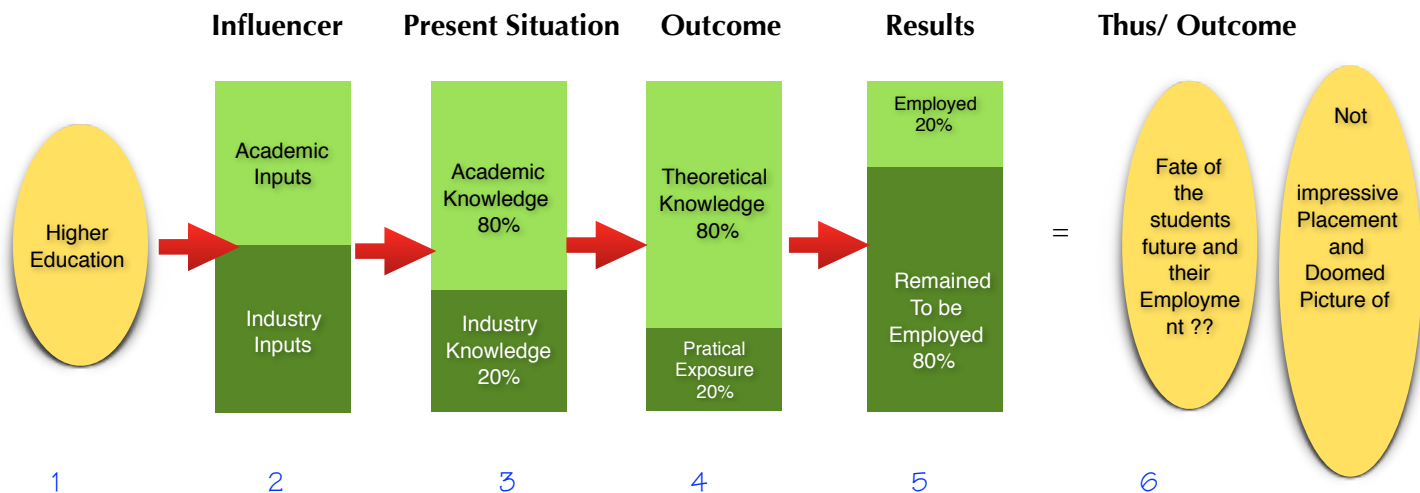 Influencer
Present Situation
Outcome
Results
Thus/ Outcome
Higher
Education
Academic
Inputs
Industry
Inputs
Academic
Knowledge
80%
Industry
Knowledge
20%
Theoretical
Knowledge
80%
Pratical
Exposure
20%
Employed
20%
Remained
To be
Employed
80%
=
Fate of
the
students
future and
their
Employme
nt ??
Not
impressive
Placement
and
Doomed
Picture of
1
2
3
4
5
6